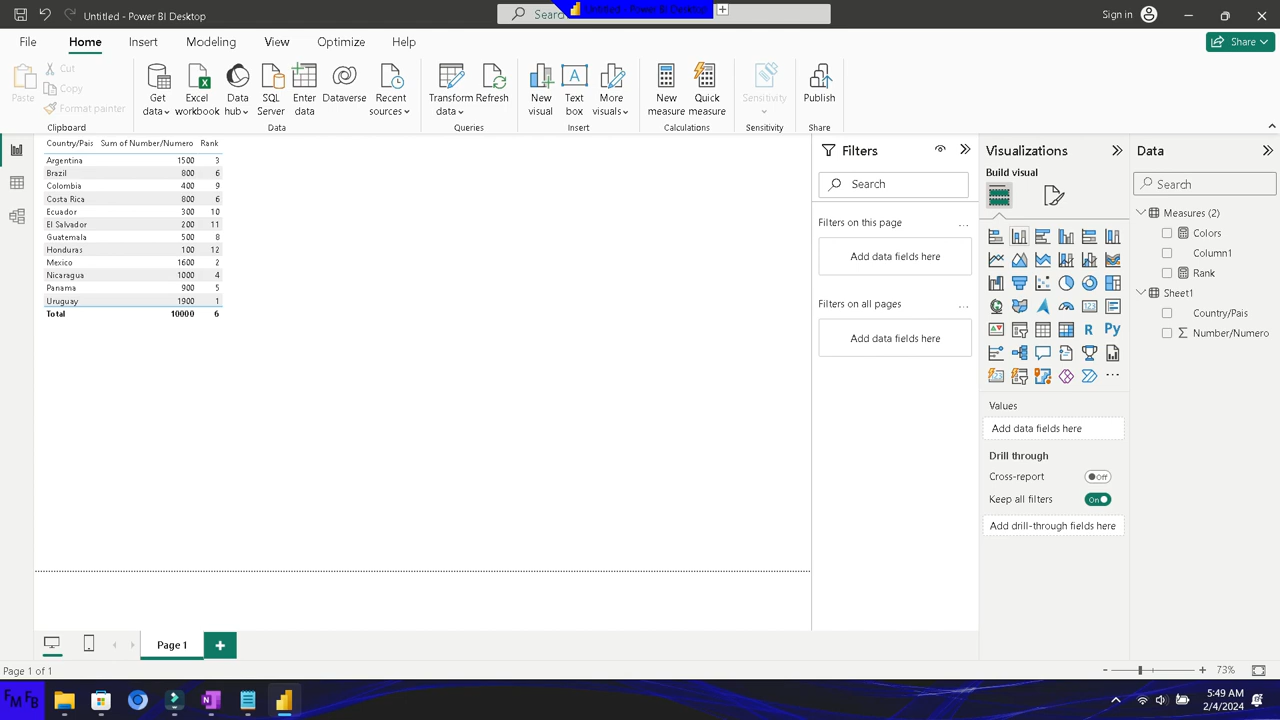 Untitled - Power BI Desktop
Search
Untitled - Power BI Desktop
Sign in
File Home Insert Modeling View Optimize Help
Share
Paste
Cut
Copy
Format painter
Clipboard
Get data
Excel workbook
Data hub
SQL Server
Enter data
Dataverse
Recent sources
Data
Transform data
Refresh
Queries
New visual
Text box
More visuals
Insert
New measure
Quick measure
Calculations
Sensitivity
Sensitivity
Publish
Share
Country/Pais Sum of Number/Numero Rank
Argentina 1500 3
Brazil 800 6
Colombia 400 9
Costa Rica 800 6
Ecuador 300 10
El Salvador 200 11
Guatemala 500 8
Honduras 100 12
Mexico 1600 2
Nicaragua 1000 4
Panama 900 5
Uruguay 1900 1
Total 10000 6
Filters
Search
Filters on this page
...
Add data fields here
Filters on all pages
...
Add data fields here
Visualizations
Build visual
R Py
123
...
Values
Add data fields here
Drill through
Cross-report Off
Keep all filters On
Add drill-through fields here
Data
Search
Measures (2)
Colors
Column1
Rank
Sheet1
Country/Pais
Σ Number/Numero
Page 1
Page 1 of 1
- + 73%
FM FB
5:49 AM
2/4/2024